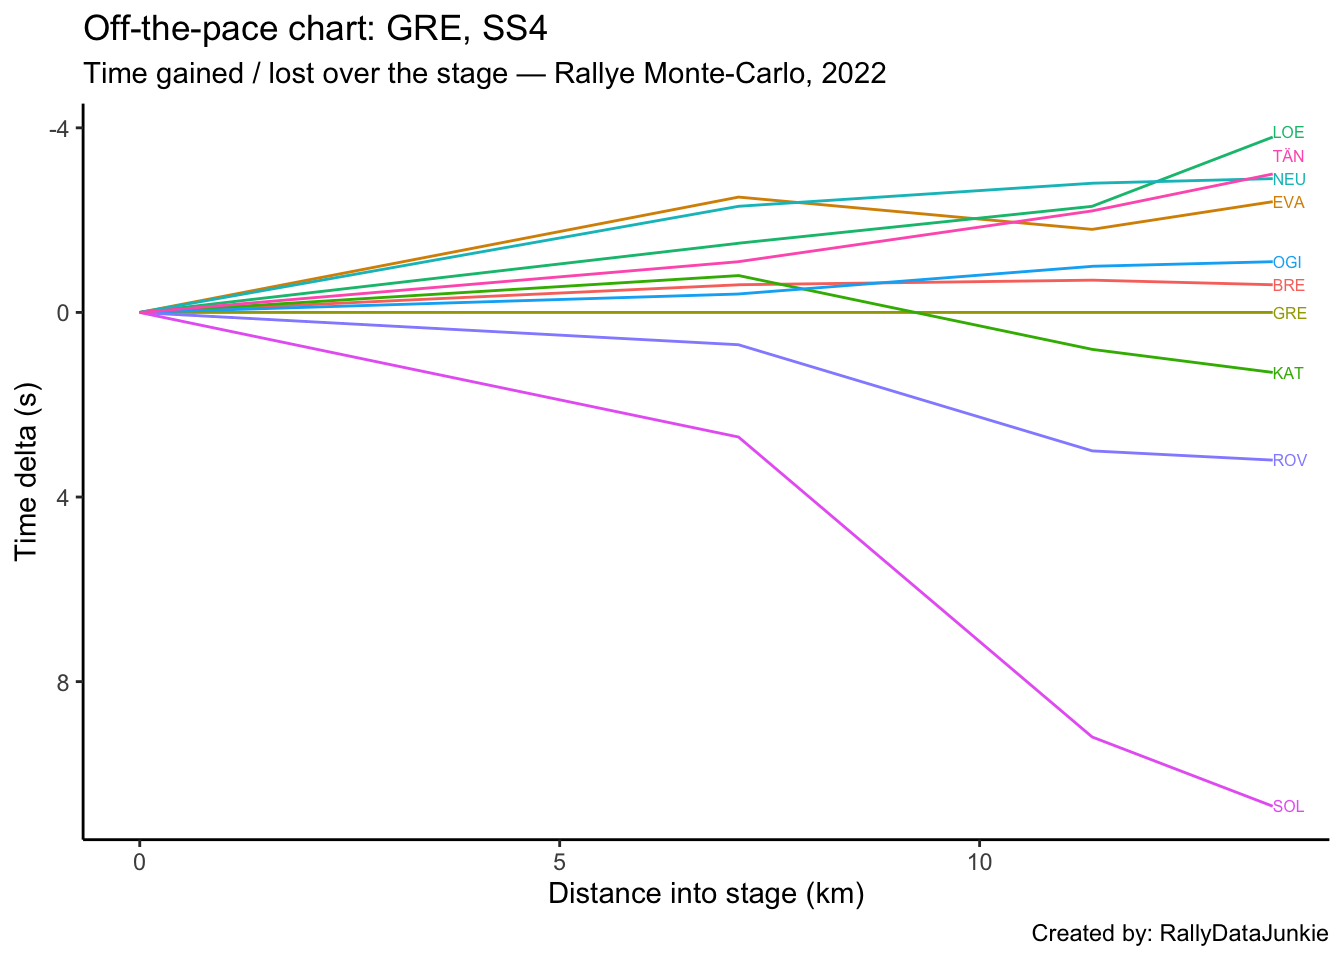 Off-the-pace chart: GRE, SS4
Time gained / lost over the stage — Rallye Monte-Carlo, 2022
-4
0
4
8
Time delta (s)
LOE
TÄN
NEU
EVA
OGI
BRE
GRE
KAT
ROV
SOL
0
5
10
Distance into stage (km)
Created by: RallyDataJunkie